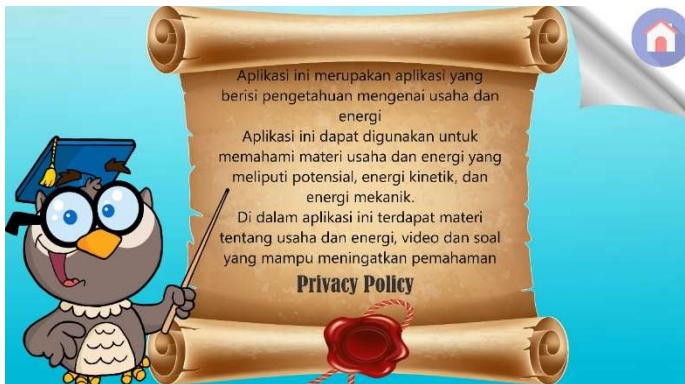 Aplikasi ini merupakan aplikasi yang
berisi pengetahuan mengenai usaha dan
energi
Aplikasi ini dapat digunakan untuk
memahami materi usaha dan energi yang
meliputi potensial, energi kinetik, dan
energi mekanik.
Di dalam aplikasi ini terdapat materi
tentang usaha dan energi, video dan soal
yang mampu meningatkan pemahaman
Privacy Policy